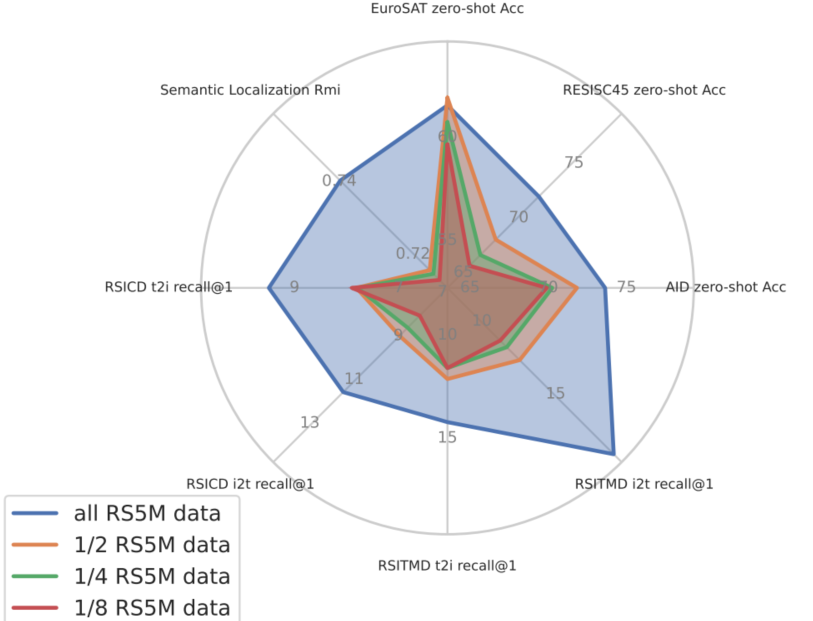 EuroSAT zero-shot Acc
Semantic Localization Rmi
RESISC45 zero-shot Acc
60
75
0.74
70
55
0.72
65
RSICD t2i recall@1
9
7
65
70
75
AID zero-shot Acc
10
10
9
11
15
13
15
RSICD i2t recall@1
RSITMD i2t recall@1
RSITMD t2i recall@1
all RS5M data
1/2 RS5M data
1/4 RS5M data
1/8 RS5M data